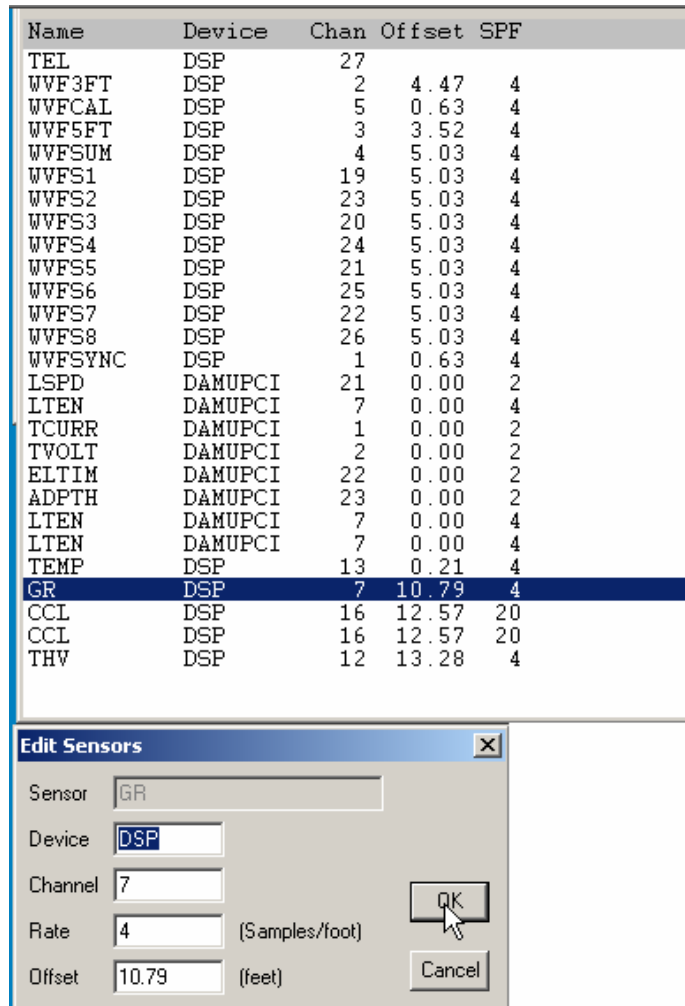 Name Device Chan Offset SPF
TEL DSP 27
WVF3FT DSP 2 4.47 4
WVFCAL DSP 5 0.63 4
WVF5FT DSP 3 3.52 4
WVFSUM DSP 4 5.03 4
WVFS1 DSP 19 5.03 4
WVFS2 DSP 23 5.03 4
WVFS3 DSP 20 5.03 4
WVFS4 DSP 24 5.03 4
WVFS5 DSP 21 5.03 4
WVFS6 DSP 25 5.03 4
WVFS7 DSP 22 5.03 4
WVFS8 DSP 26 5.03 4
WVFSYNC DSP 1 0.63 4
LSPD DAMUPCI 21 0.00 2
LTEN DAMUPCI 7 0.00 4
TCURR DAMUPCI 1 0.00 2
TVOLT DAMUPCI 2 0.00 2
ELTIM DAMUPCI 22 0.00 2
ADPTH DAMUPCI 23 0.00 2
LTEN DAMUPCI 7 0.00 4
LTEN DAMUPCI 7 0.00 4
TEMP DSP 13 0.21 4
GR DSP 7 10.79 4
CCL DSP 16 12.57 20
CCL DSP 16 12.57 20
THV DSP 12 13.28 4
Edit Sensors
Sensor GR
Device DSP
Channel 7
OK
Rate 4 (Samples/foot)
Offset 10.79 (feet)
Cancel